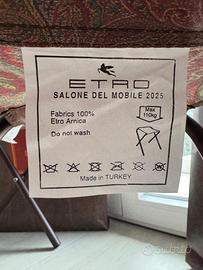 ETRO
SALONE DEL MOBILE 2025
Fabrics 100%
Etro Arnica
Do not wash
Max
110kg
Made in TURKEY